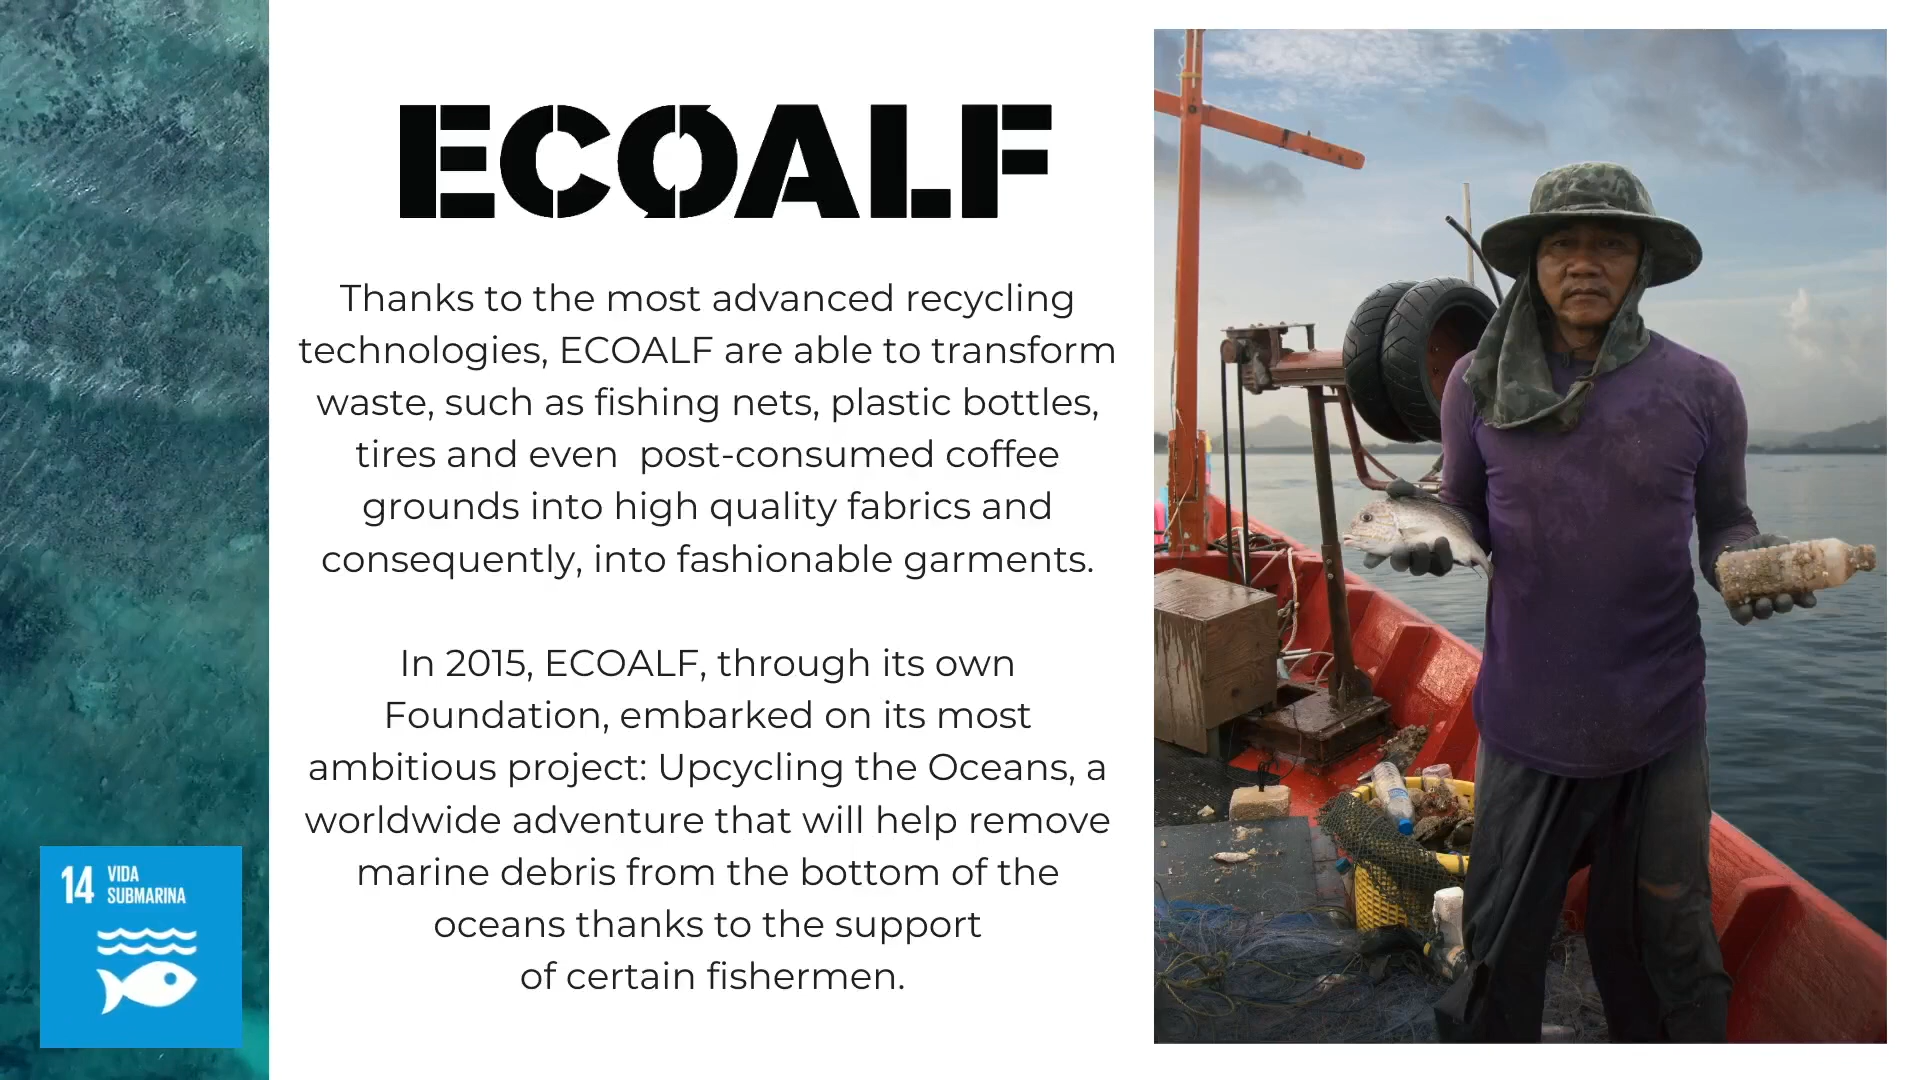 ECOALF
Thanks to the most advanced recycling
technologies, ECOALF are able to transform
waste, such as fishing nets, plastic bottles,
tires and even  post-consumed coffee
grounds into high quality fabrics and
consequently, into fashionable garments.
In 2015, ECOALF, through its own
Foundation, embarked on its most
ambitious project: Upcycling the Oceans, a
worldwide adventure that will help remove
marine debris from the bottom of the
oceans thanks to the support
of certain fishermen.
14 VIDA
SUBMARINA